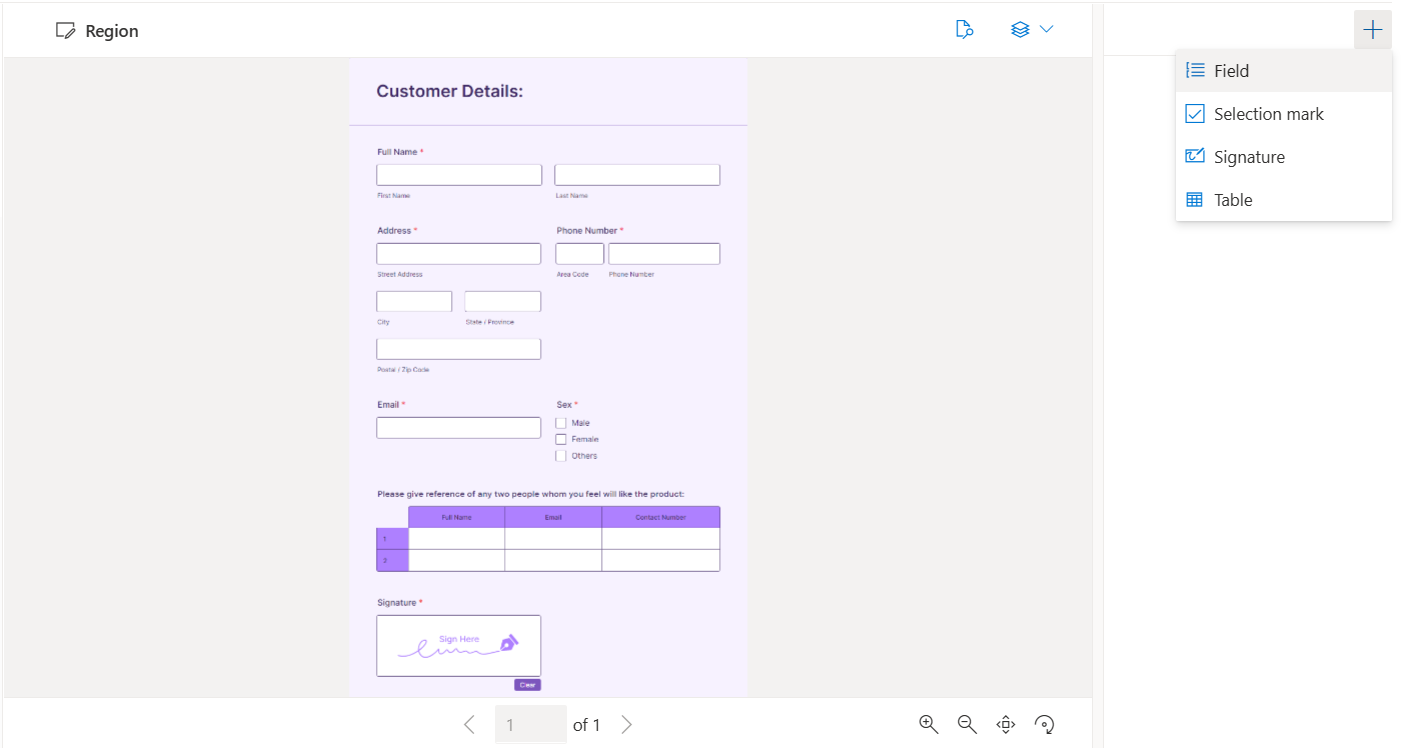 Region
Field
Selection mark
Signature
Table
Customer Details:
Full Name *
First Name Last Name
Address * Phone Number *
Street Address Area Code Phone Number
City State / Province
Postal / Zip Code
Email * Sex *
Male
Female
Others
Please give reference of any two people whom you feel will like the product:
Full Name Email Contact Number
1
2
Signature *
Sign Here
Clear
1 of 1